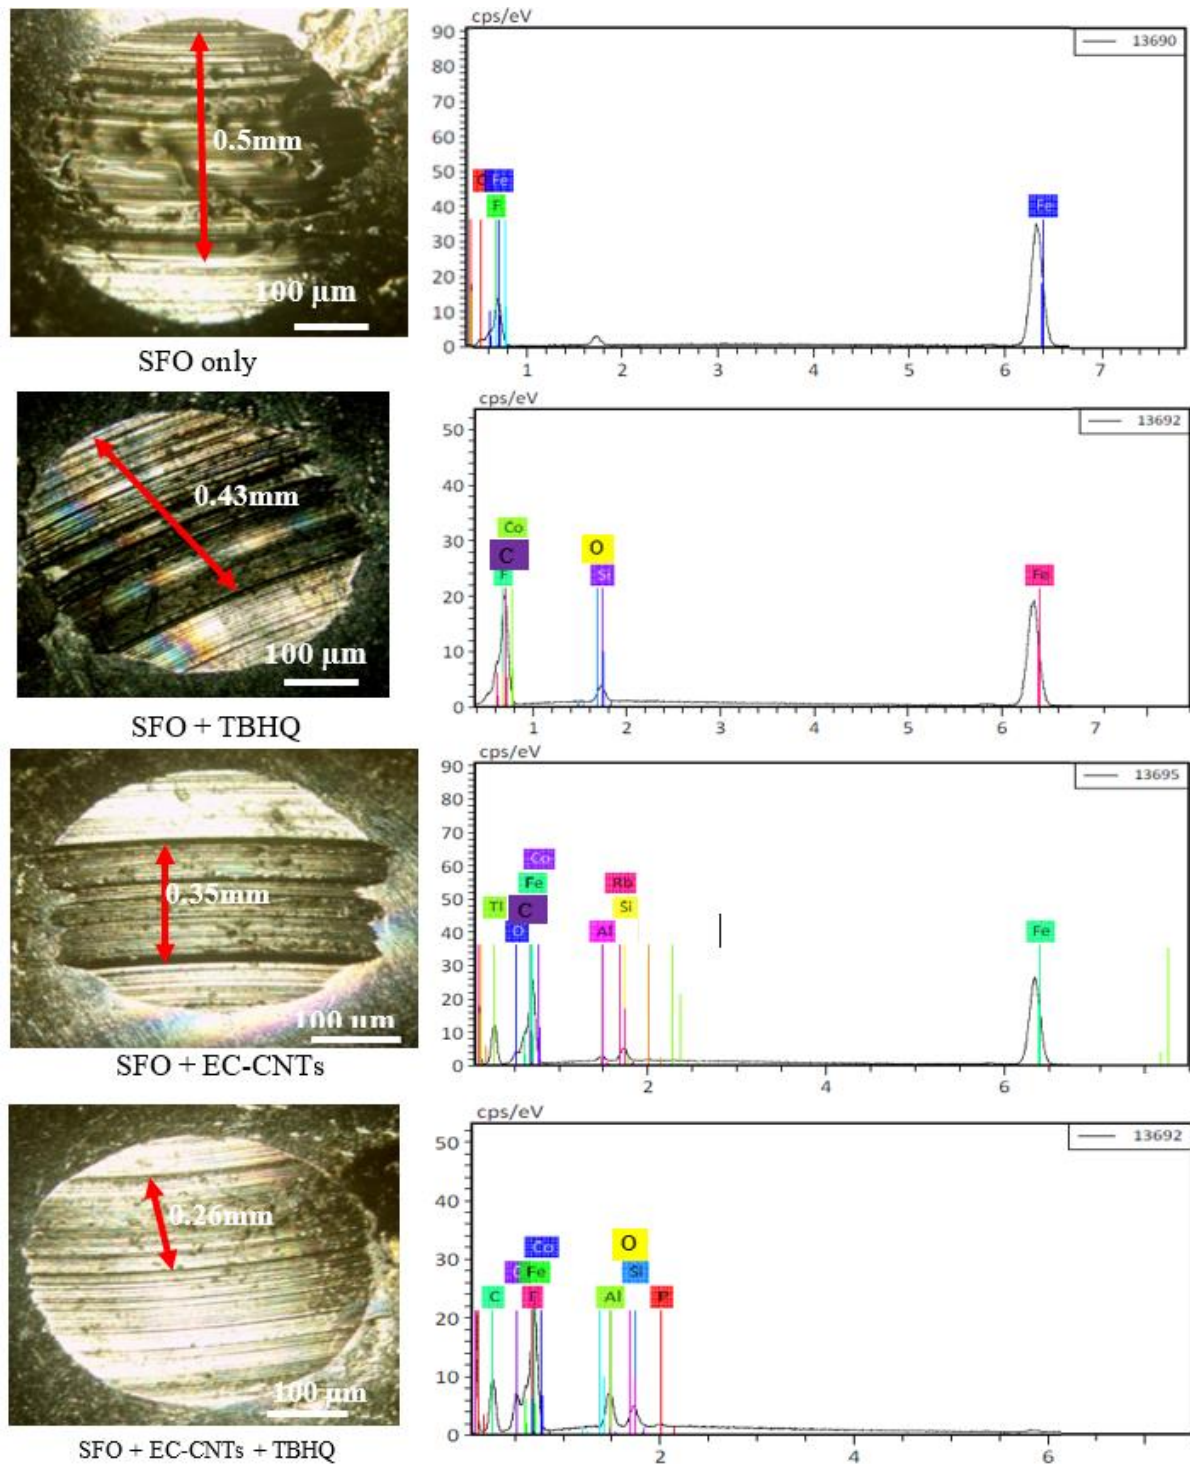 cps/eV
90
80
70
60
50
40
30
20
10
0
1 2 3 4 5 6 7
13690
Fe
F
Fe
0.5mm
100 µm
SFO only
cps/eV
50
40
30
20
10
0
1 2 3 4 5 6 7
13692
Co
C
F
O
Si
Fe
0.43mm
100 µm
SFO + TBHQ
cps/eV
90
80
70
60
50
40
30
20
10
0
2 4 6
13695
Co
Fe
Rb
Tl
C
Si
O
Al
Fe
0.35mm
100 µm
SFO + EC-CNTs
cps/eV
50
40
30
20
10
0
2 4 6
13692
Co
O
Fe
Si
C
F
Al
P
0.26mm
100 µm
SFO + EC-CNTs + TBHQ